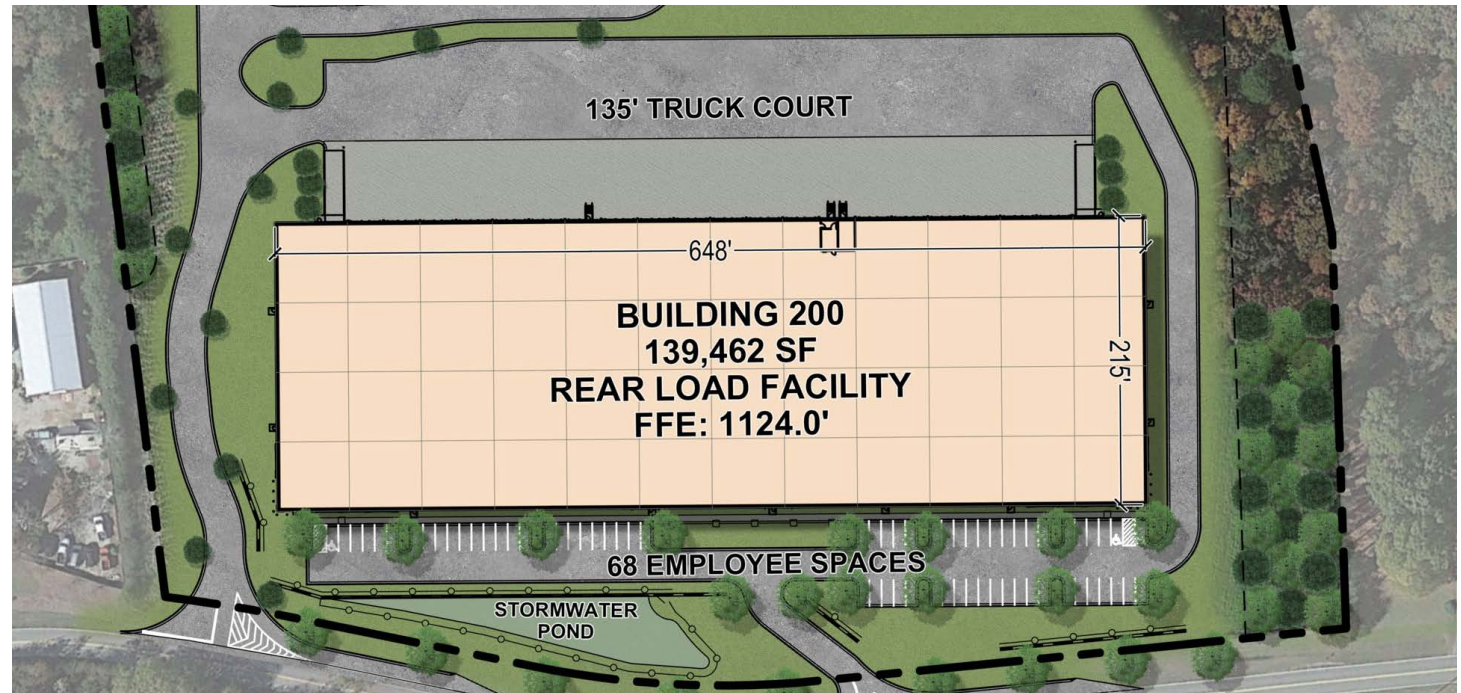 135' TRUCK COURT
648'
BUILDING 200
139,462 SF
REAR LOAD FACILITY
FFE: 1124.0'
215'
68 EMPLOYEE SPACES
STORMWATER
POND